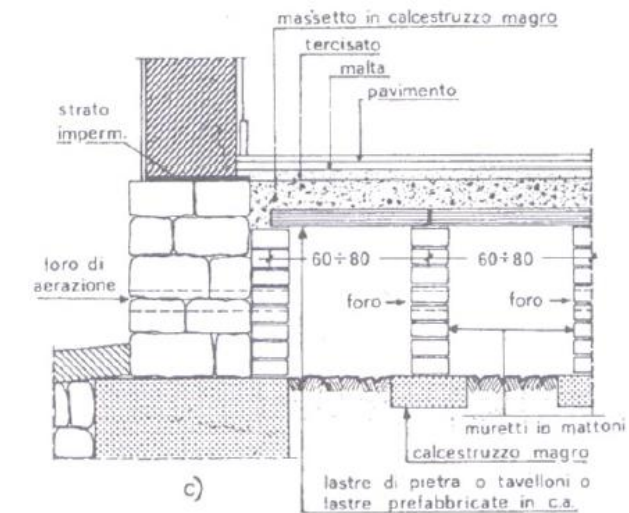 massetto in calcestruzzo magro
tercisato
malta
pavimento
strato
imperm.
foro di
aerazione
60÷80
60÷80
foro
foro
muretti in mattoni
calcestruzzo magro
c)
lastre di pietra o tavelloni o
lastre prefabbricate in c.a.